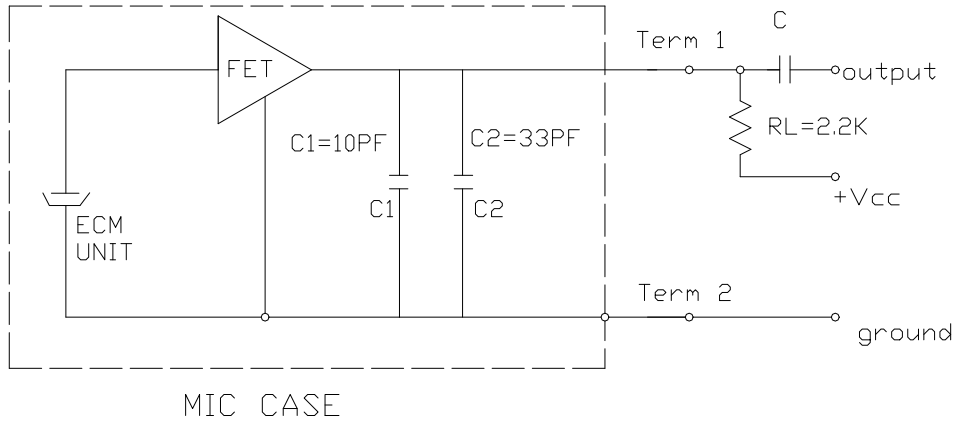 C
Term 1
FET
output
C1=10PF
C2=33PF
RL=2.2K
C1
C2
+Vcc
ECM
UNIT
Term 2
ground
MIC CASE